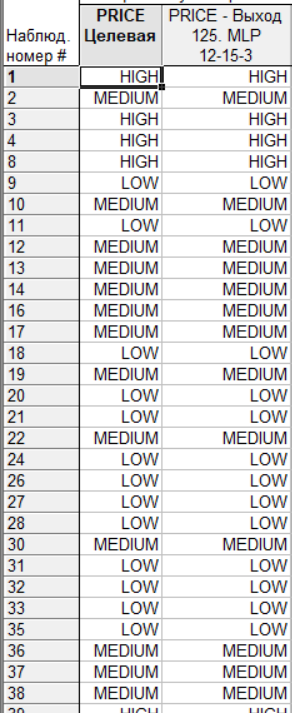 PRICE PRICE - Выход
Наблюд. Целевая 125. MLP
номер # 12-15-3
1 HIGH HIGH
2 MEDIUM MEDIUM
3 HIGH HIGH
4 HIGH HIGH
8 HIGH HIGH
9 LOW LOW
10 MEDIUM MEDIUM
11 LOW LOW
12 MEDIUM MEDIUM
13 MEDIUM MEDIUM
14 MEDIUM MEDIUM
16 MEDIUM MEDIUM
17 MEDIUM MEDIUM
18 LOW LOW
19 MEDIUM MEDIUM
20 LOW LOW
21 LOW LOW
22 MEDIUM MEDIUM
24 LOW LOW
26 LOW LOW
27 LOW LOW
28 LOW LOW
30 MEDIUM MEDIUM
31 LOW LOW
32 LOW LOW
33 LOW LOW
35 LOW LOW
36 MEDIUM MEDIUM
37 MEDIUM MEDIUM
38 MEDIUM MEDIUM
39 HIGH HIGH